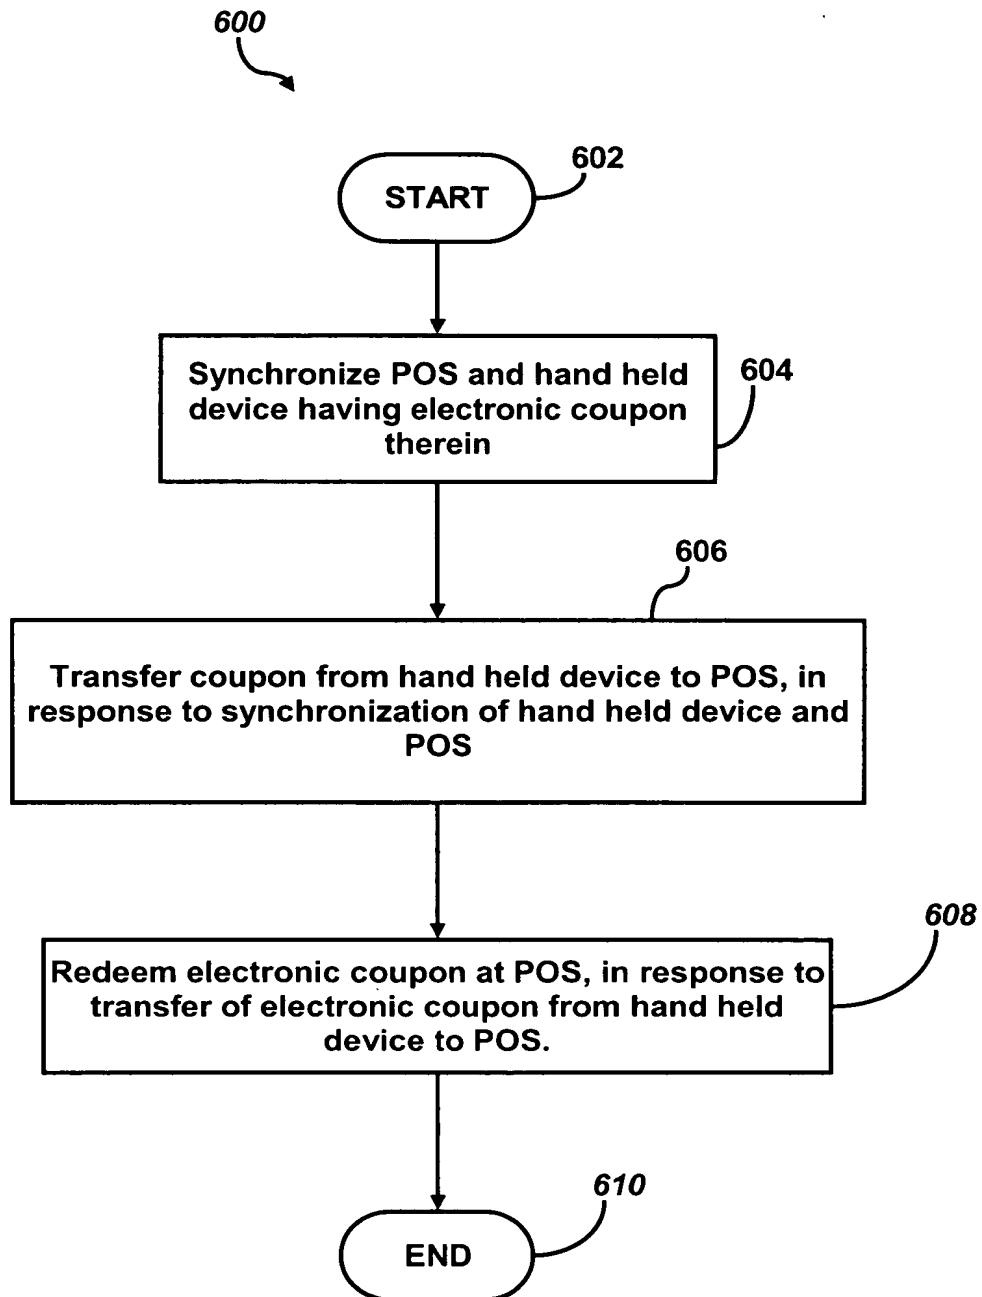 600
602
START
Synchronize POS and hand held
device having electronic coupon
therein
604
606
Transfer coupon from hand held device to POS, in
response to synchronization of hand held device and
POS
608
Redeem electronic coupon at POS, in response to
transfer of electronic coupon from hand held
device to POS.
610
END